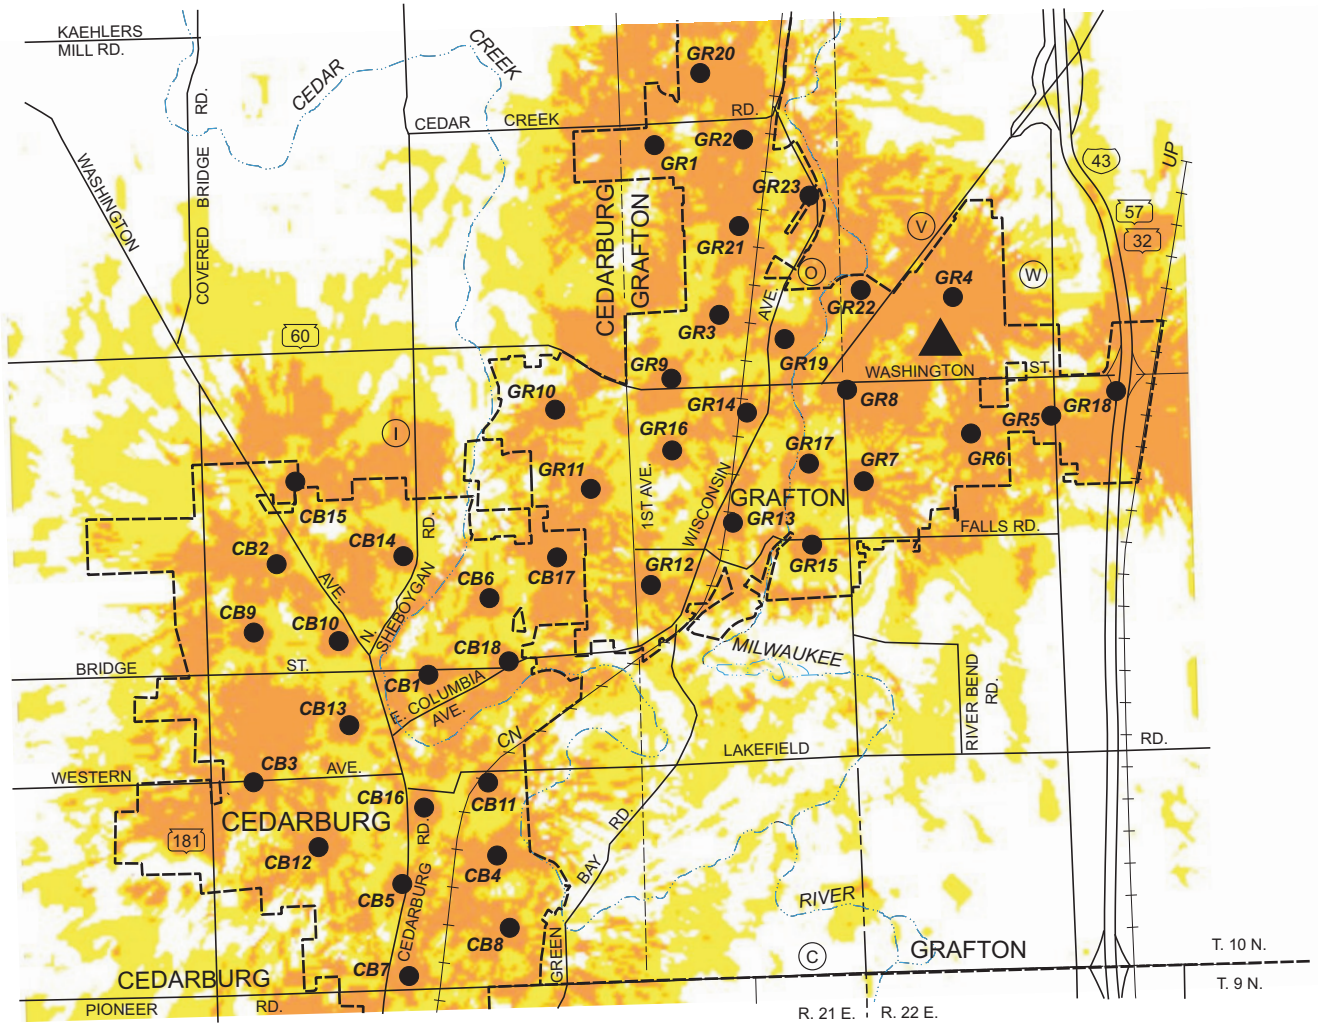 KAEHLERS
MILL RD.
CREEK
CEDAR
GR20
RD.
CEDAR CREEK RD.
GR2
GR1
43
UP
WASHINGTON
BRIDGE
COVERED
GR23
57
32
CEDARBURG
GRAFTON
GR21
V
O
W
GR4
AVE.
GR22
GR3
60
GR19
WASHINGTON ST.
GR9
GR10
GR8
GR14
GR5
GR18
I
GR16
GR17
GR6
GR11
GR7
1ST AVE.
WISCONSIN
GRAFTON
CB15
GR13
FALLS RD.
RD.
CB2
CB14
GR15
AVE.
CB6
CB17
GR12
N.
SHEBOYGAN
CB9
CB10
CB18
MILWAUKEE
BRIDGE ST.
CB1
COLUMBIA
E.
AVE.
RIVER BEND
RD.
CB13
CN
LAKEFIELD RD.
CB3
WESTERN AVE.
CB16
CB11
RD.
RD.
CEDARBURG
181
CB12
CB4
BAY
CB5
CEDARBURG
RIVER
CB8
GREEN
C
GRAFTON
T. 10 N.
CB7
CEDARBURG
T. 9 N.
PIONEER RD.
R. 21 E.
R. 22 E.